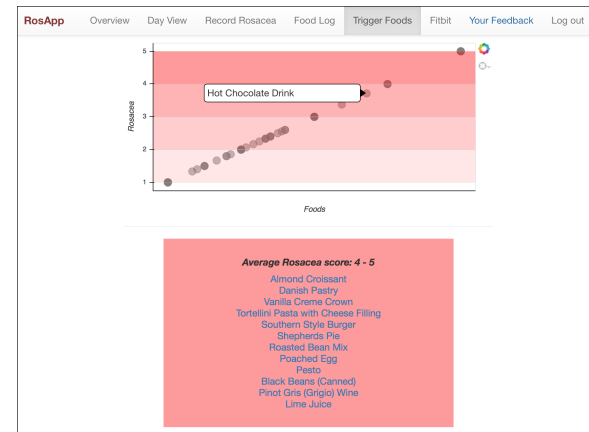 RosApp Overview Day View Record Rosacea Food Log Trigger Foods Fitbit Your Feedback Log out
5
4
Hot Chocolate Drink
Rosacea
3
2
1
Foods
Average Rosacea score: 4 - 5
Almond Croissant
Danish Pastry
Vanilla Creme Crown
Tortellini Pasta with Cheese Filling
Southern Style Burger
Shepherds Pie
Roasted Bean Mix
Poached Egg
Pesto
Black Beans (Canned)
Pinot Gris (Grigio) Wine
Lime Juice